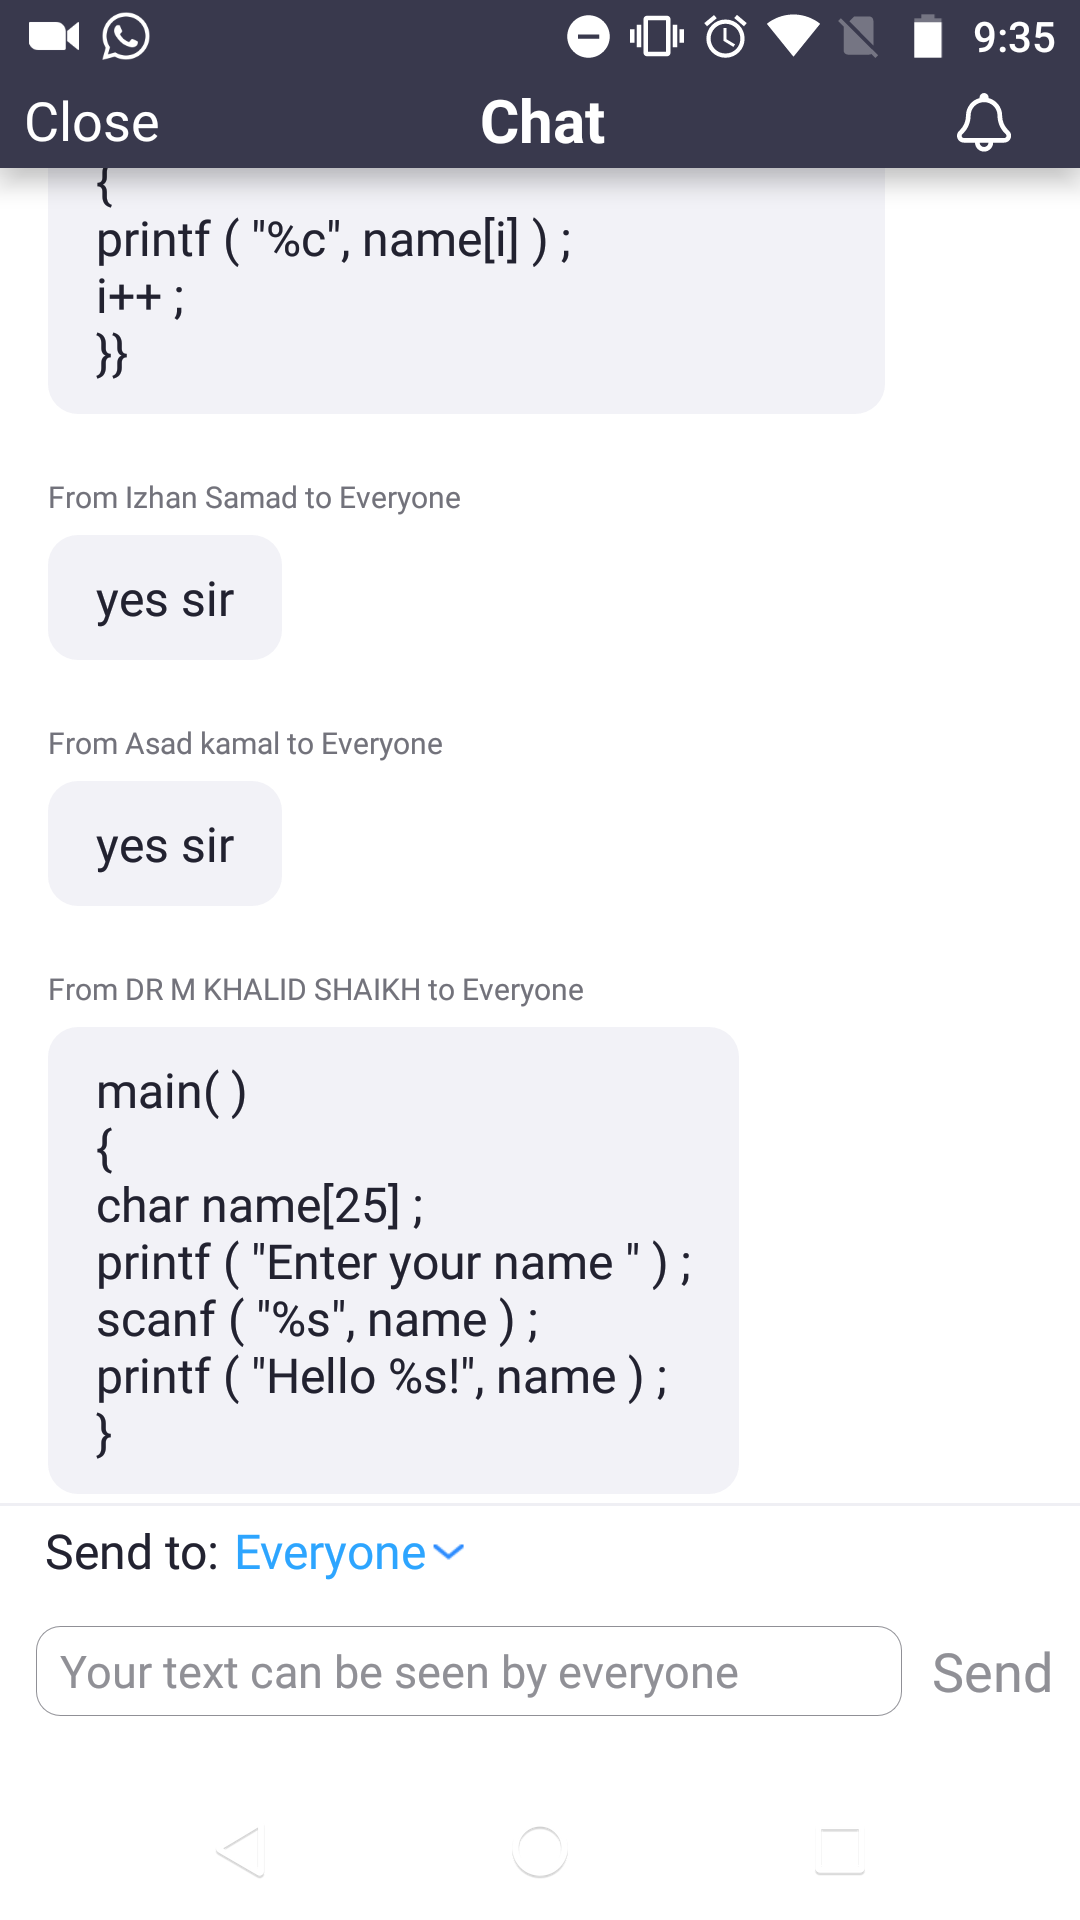 9:35
Close Chat
{
printf ( "%c", name[i] ) ;
i++ ;
}}
From Izhan Samad to Everyone
yes sir
From Asad kamal to Everyone
yes sir
From DR M KHALID SHAIKH to Everyone
main( )
{
char name[25] ;
printf ( "Enter your name " ) ;
scanf ( "%s", name ) ;
printf ( "Hello %s!", name ) ;
}
Send to: Everyone
Your text can be seen by everyone Send